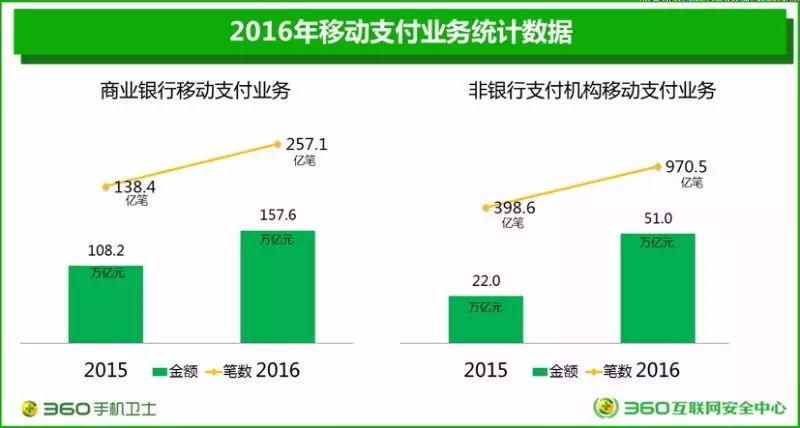 2016年移动支付业务统计数据
商业银行移动支付业务
257.1
亿笔
138.4
亿笔
157.6
万亿元
108.2
万亿元
2015
金额
笔数
2016
非银行支付机构移动支付业务
970.5
亿笔
398.6
亿笔
51.0
万亿元
22.0
万亿元
2015
金额
笔数
2016
360手机卫士
360互联网安全中心